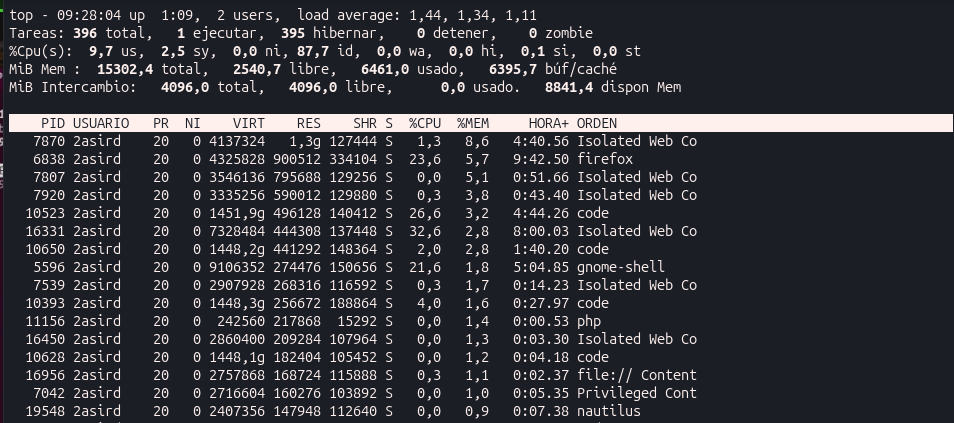 top - 09:28:04 up  1:09,  2 users,  load average: 1,44, 1,34, 1,11
Tareas: 396 total,   1 ejecutar,  395 hibernar,    0 detener,    0 zombie
%Cpu(s):  9,7 us,  2,5 sy,  0,0 ni, 87,7 id,  0,0 wa,  0,0 hi,  0,1 si,  0,0 st
MiB Mem :  15302,4 total,   2540,7 libre,   6461,0 usado,   6395,7 búf/caché
MiB Intercambio:   4096,0 total,   4096,0 libre,      0,0 usado.   8841,4 dispon Mem
PID USUARIO   PR  NI    VIRT    RES    SHR S  %CPU  %MEM     HORA+ ORDEN
7870 2asird    20   0 4137324   1,3g 127444 S   1,3   8,6   4:40.56 Isolated Web Co
6838 2asird    20   0 4325828 900512 334104 S  23,6   5,7   9:42.50 firefox
7807 2asird    20   0 3546136 795688 129256 S   0,0   5,1   0:51.66 Isolated Web Co
7920 2asird    20   0 3335256 590012 129880 S   0,3   3,8   0:43.40 Isolated Web Co
10523 2asird    20   0 1451,9g 496128 140412 S  26,6   3,2   4:44.26 code
16331 2asird    20   0 7328484 444308 137448 S  32,6   2,8   8:00.03 Isolated Web Co
10650 2asird    20   0 1448,2g 441292 148364 S   2,0   2,8   1:40.20 code
5596 2asird    20   0 9106352 274476 150656 S  21,6   1,8   5:04.85 gnome-shell
7539 2asird    20   0 2907928 268316 116592 S   0,3   1,7   0:14.23 Isolated Web Co
10393 2asird    20   0 1448,3g 256672 188864 S   4,0   1,6   0:27.97 code
11156 2asird    20   0  242560 217868  15292 S   0,0   1,4   0:00.53 php
16450 2asird    20   0 2860400 209284 107964 S   0,0   1,3   0:03.30 Isolated Web Co
10628 2asird    20   0 1448,1g 182404 105452 S   0,0   1,2   0:04.18 code
16956 2asird    20   0 2757868 168724 115888 S   0,3   1,1   0:02.37 file:// Content
7042 2asird    20   0 2716604 160276 103892 S   0,0   1,0   0:05.35 Privileged Cont
19548 2asird    20   0 2407356 147948 112640 S   0,0   0,9   0:07.38 nautilus